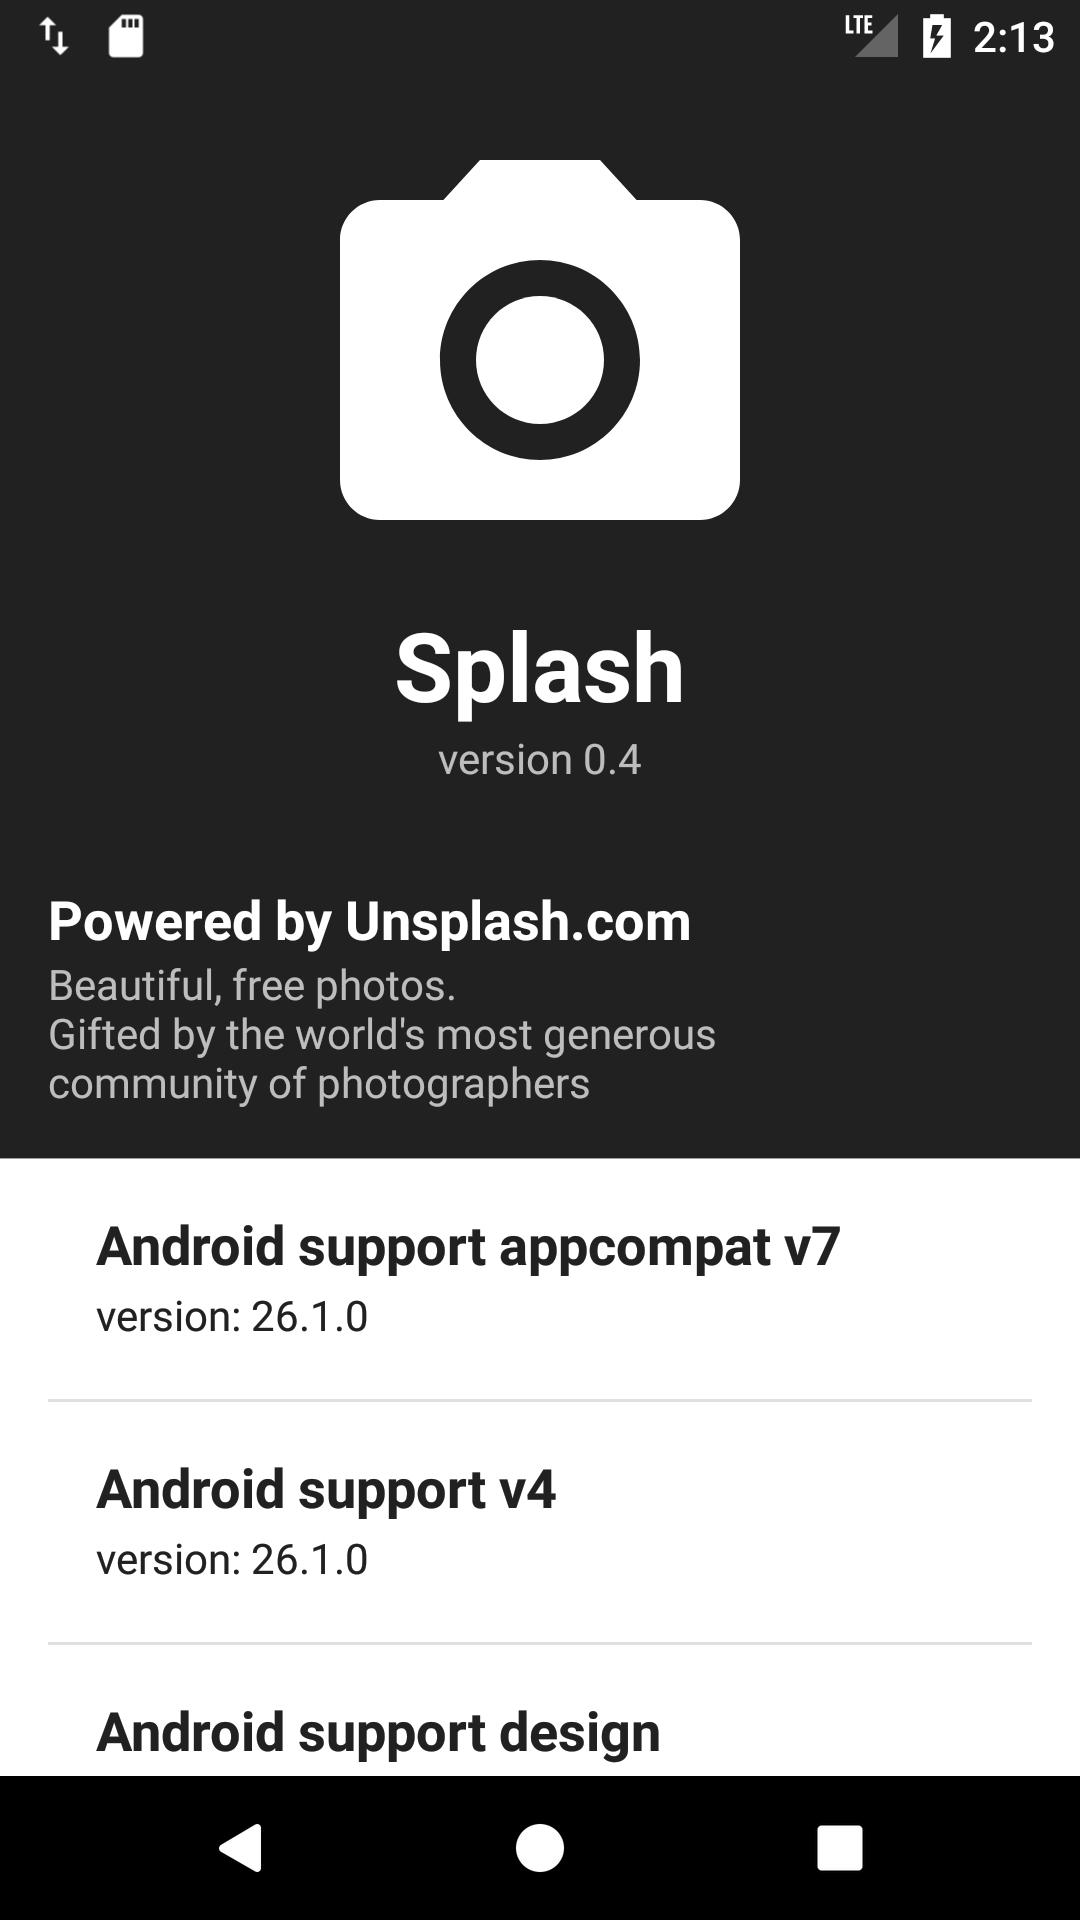 LTE 2:13
Splash
version 0.4
Powered by Unsplash.com
Beautiful, free photos.
Gifted by the world's most generous
community of photographers
Android support appcompat v7
version: 26.1.0
Android support v4
version: 26.1.0
Android support design